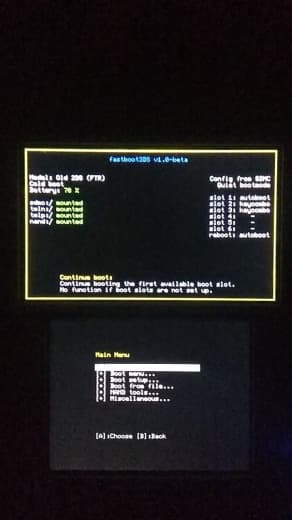 fastboot3DS v1.0-beta
Model: Old 2DS (FTR)
Cold boot
Battery: 70 %
sdmc:/ mounted
twln:/ mounted
twlp:/ mounted
nand:/ mounted
Config from SDMC
Quiet bootmode
slot 1: autoboot
slot 2: keycombo
slot 3: keycombo
slot 4: -
slot 5: -
slot 6: -
reboot: autoboot
Continue boot:
Continue booting the first available boot slot.
No function if boot slots are not set up.
Main Menu
[+] Boot menu...
[+] Boot setup...
[+] Boot from file...
[+] NAND tools...
[+] Miscellaneous...
[A]:Choose [B]:Back